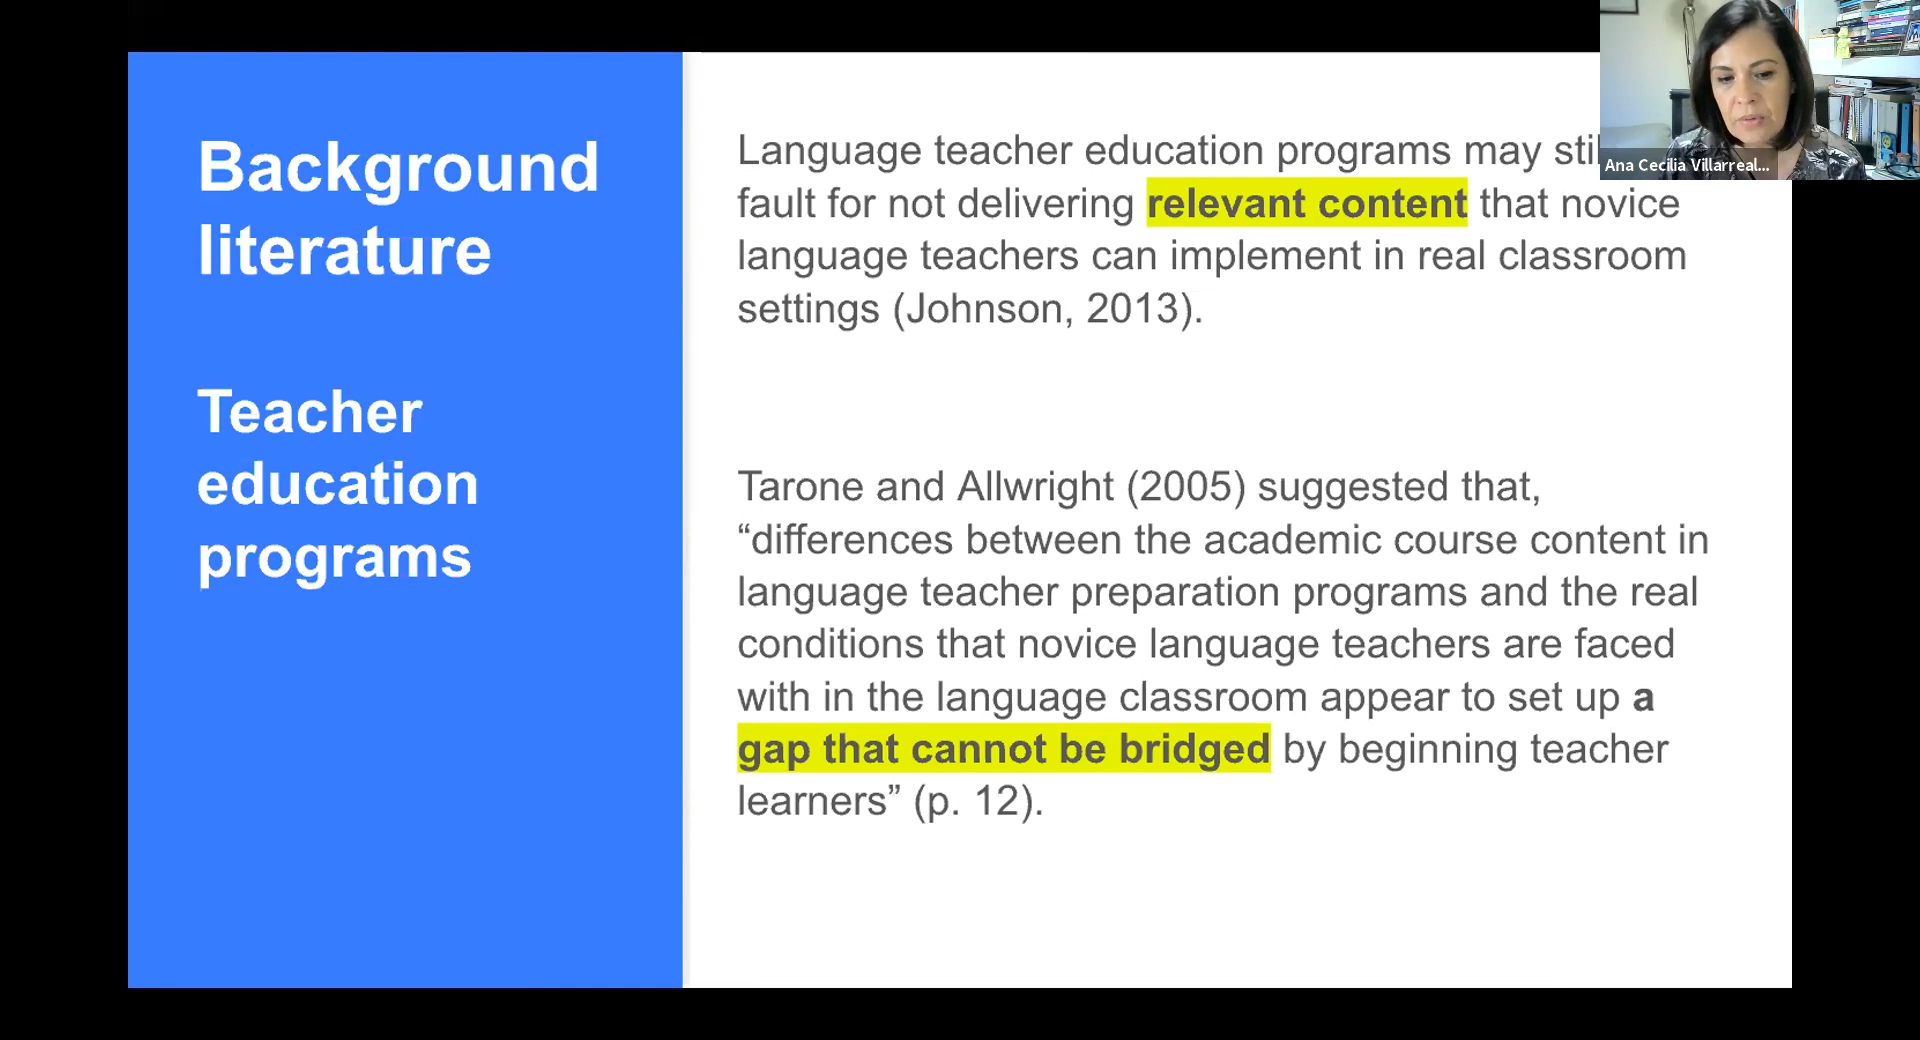 Background
literature
Teacher
education
programs
Language teacher education programs may
fault for not delivering relevant content that novice
language teachers can implement in real classroom
settings (Johnson, 2013).
Tarone and Allwright (2005) suggested that,
“differences between the academic course content in
language teacher preparation programs and the real
conditions that novice language teachers are faced
with in the language classroom appear to set up a
gap that cannot be bridged by beginning teacher
learners” (p. 12).
Ana Cecilia Villarreal...